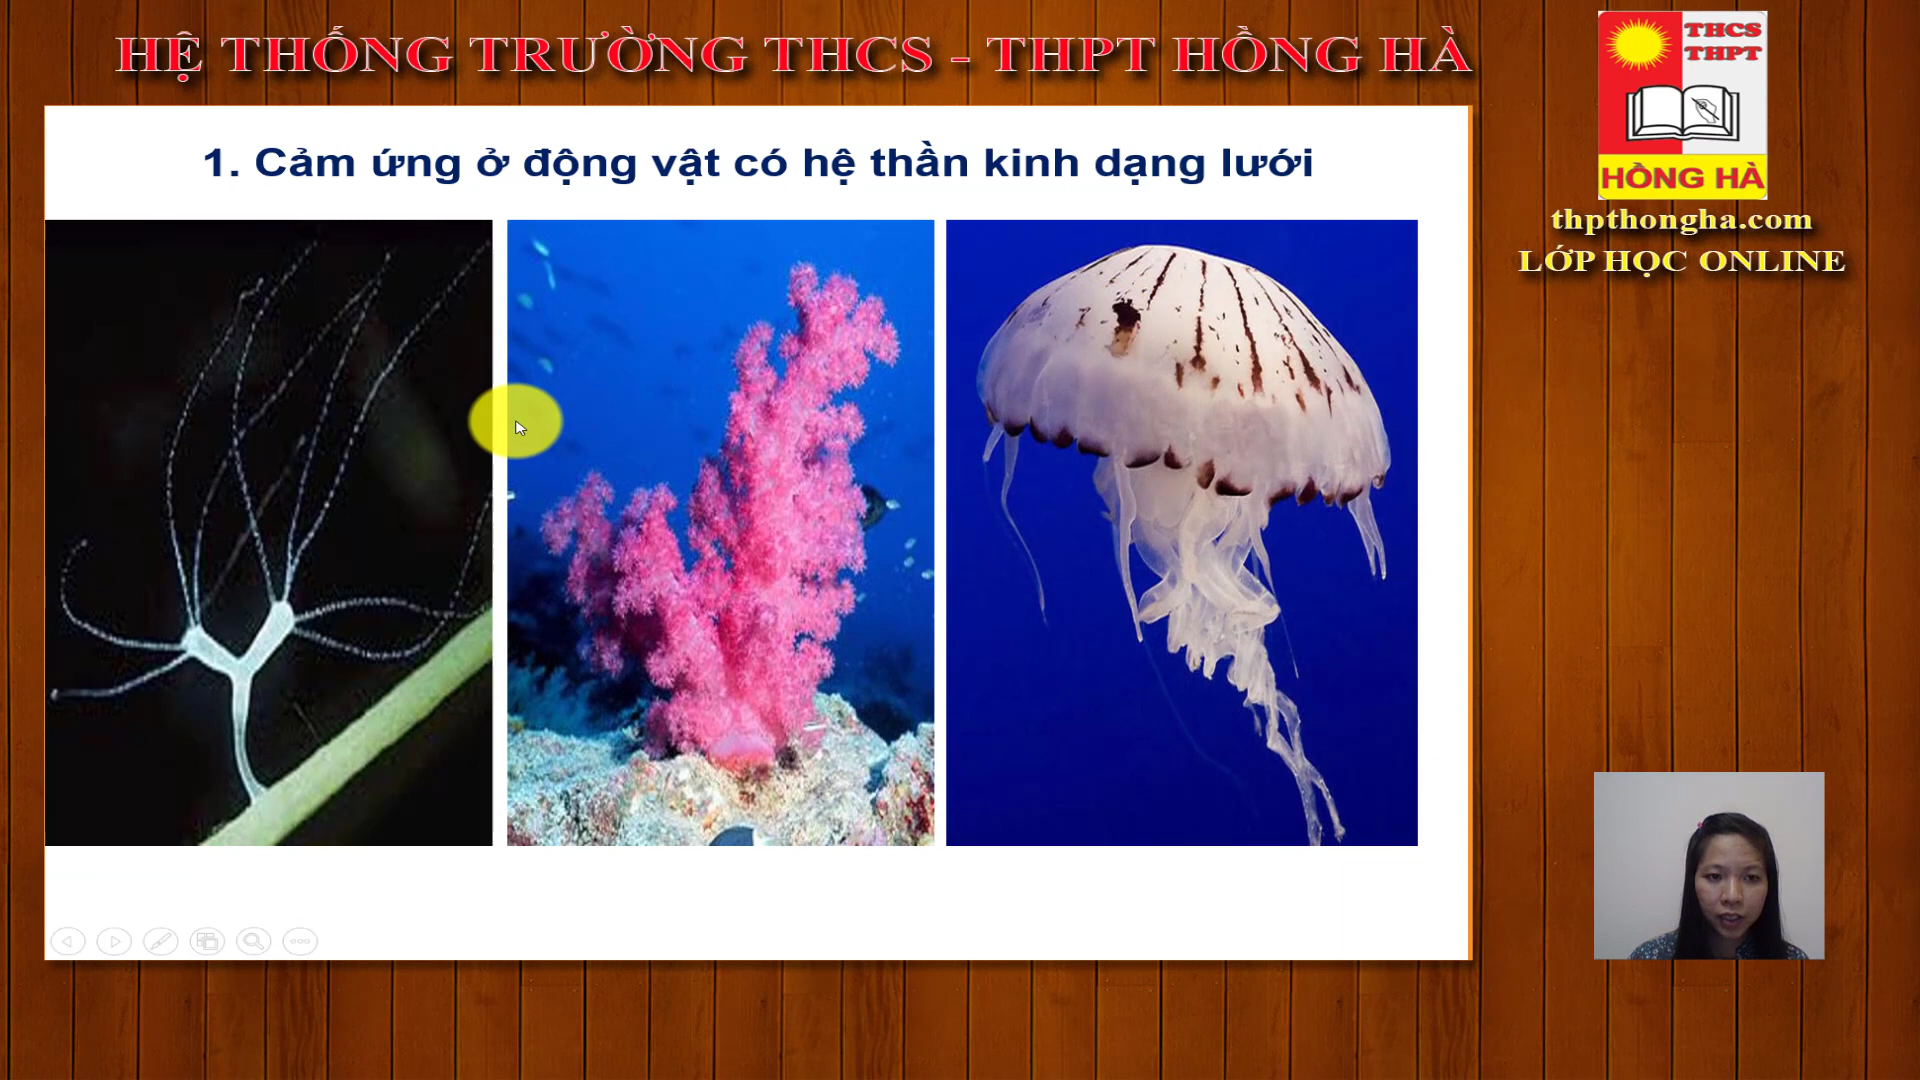 HỆ THỐNG TRƯỜNG THCS - THPT HỒNG HÀ
THCS
THPT
HỒNG HÀ
thpthongha.com
LỚP HỌC ONLINE
1. Cảm ứng ở động vật có hệ thần kinh dạng lưới